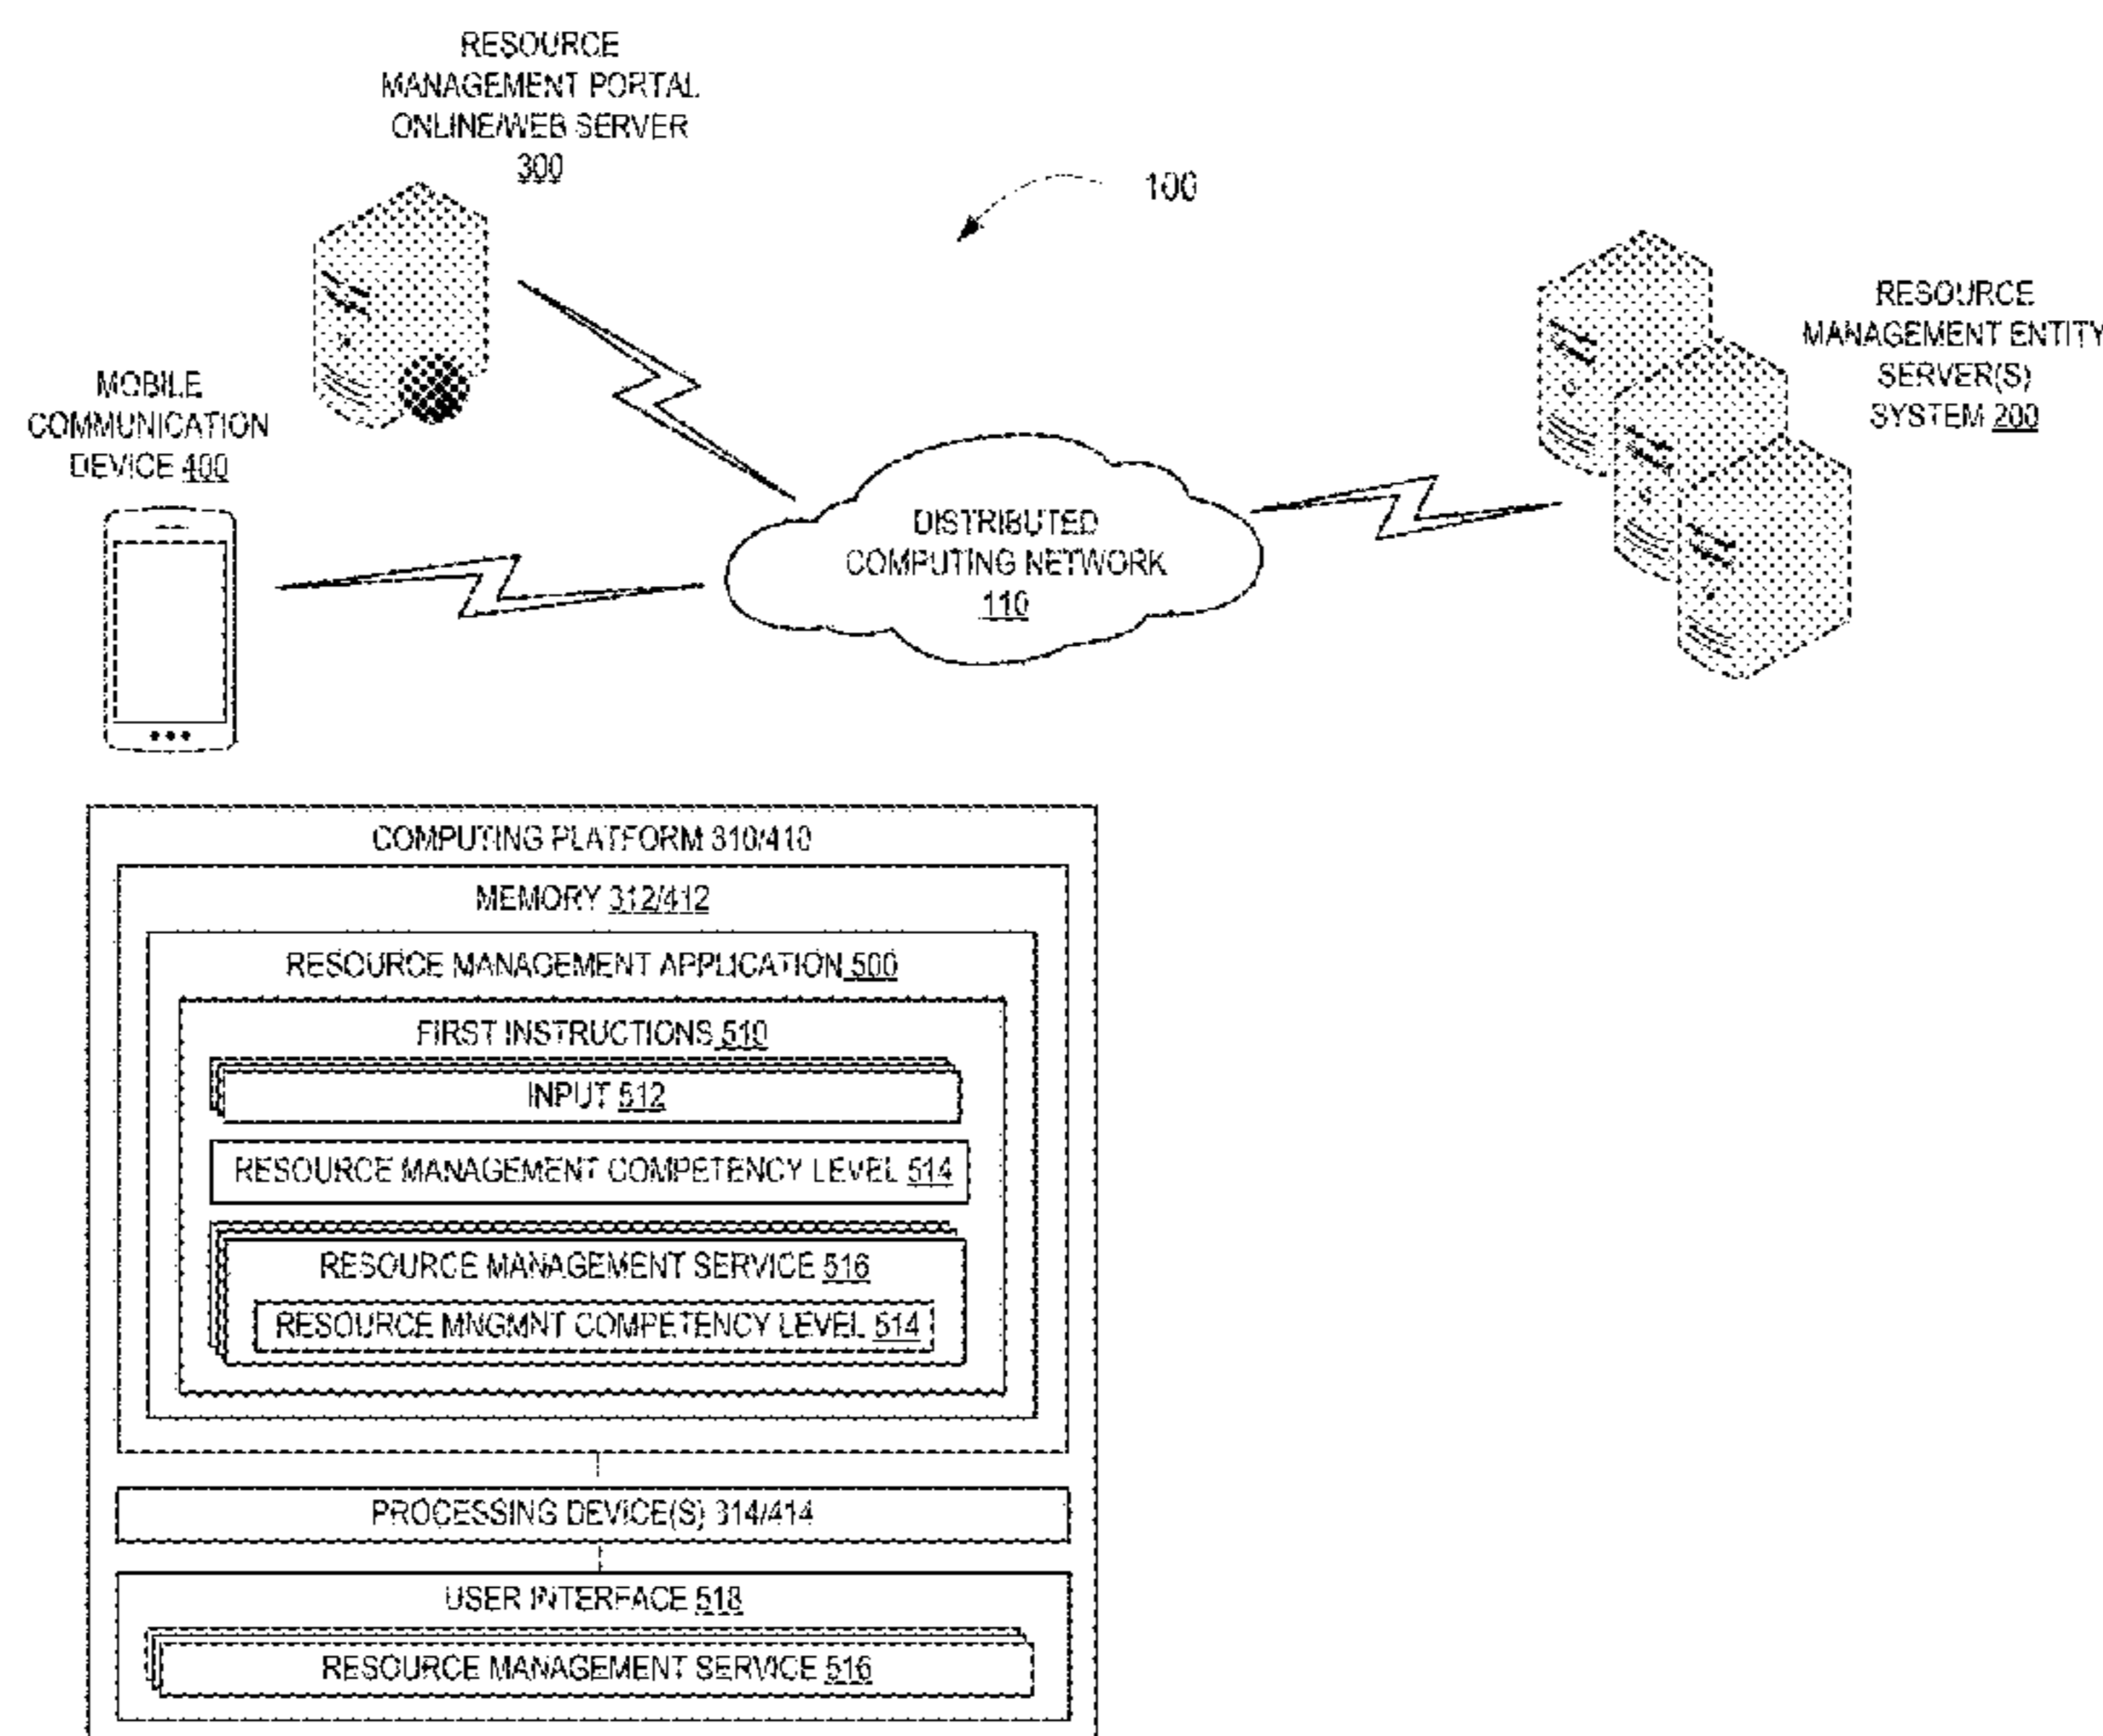 RESOURCE
MANAGEMENT PORTAL
ONLINE/WEB SERVER
300
100
RESOURCE
MANAGEMENT ENTITY
SERVER(S)
SYSTEM 200
MOBILE
COMMUNICATION
DEVICE 400
DISTRIBUTED
COMPUTING NETWORK
110
COMPUTING PLATFORM 310/410
MEMORY 312/412
RESOURCE MANAGEMENT APPLICATION 500
FIRST INSTRUCTIONS 510
INPUT 512
RESOURCE MANAGEMENT COMPETENCY LEVEL 514
RESOURCE MANAGEMENT SERVICE 516
RESOURCE MNGMNT COMPETENCY LEVEL 514
PROCESSING DEVICE(S) 314/414
USER INTERFACE 518
RESOURCE MANAGEMENT SERVICE 516